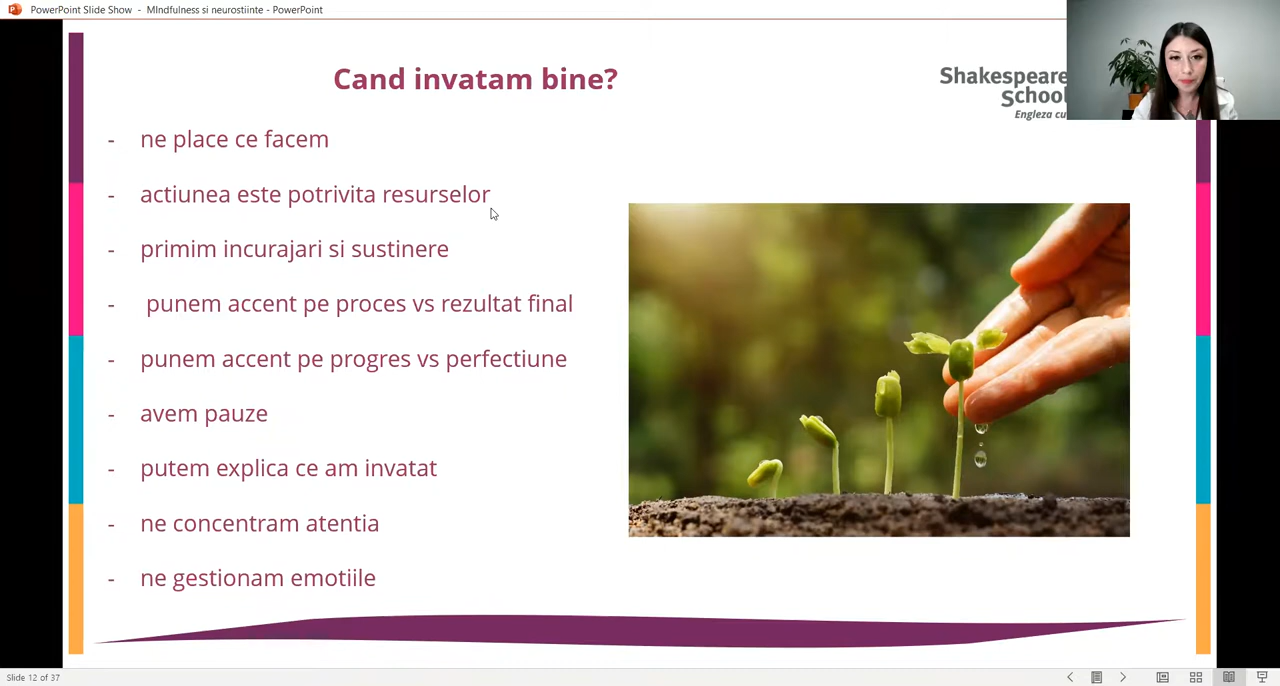 PowerPoint Slide Show - MIndfulness si neurostiinte - PowerPoint
Cand invatam bine?
Shakespeare
School
Engleza cu
- ne place ce facem
- actiunea este potrivita resurselor
- primim incurajari si sustinere
- punem accent pe proces vs rezultat final
- punem accent pe progres vs perfectiune
- avem pauze
- putem explica ce am invatat
- ne concentram atentia
- ne gestionam emotiile
Slide 12 of 37